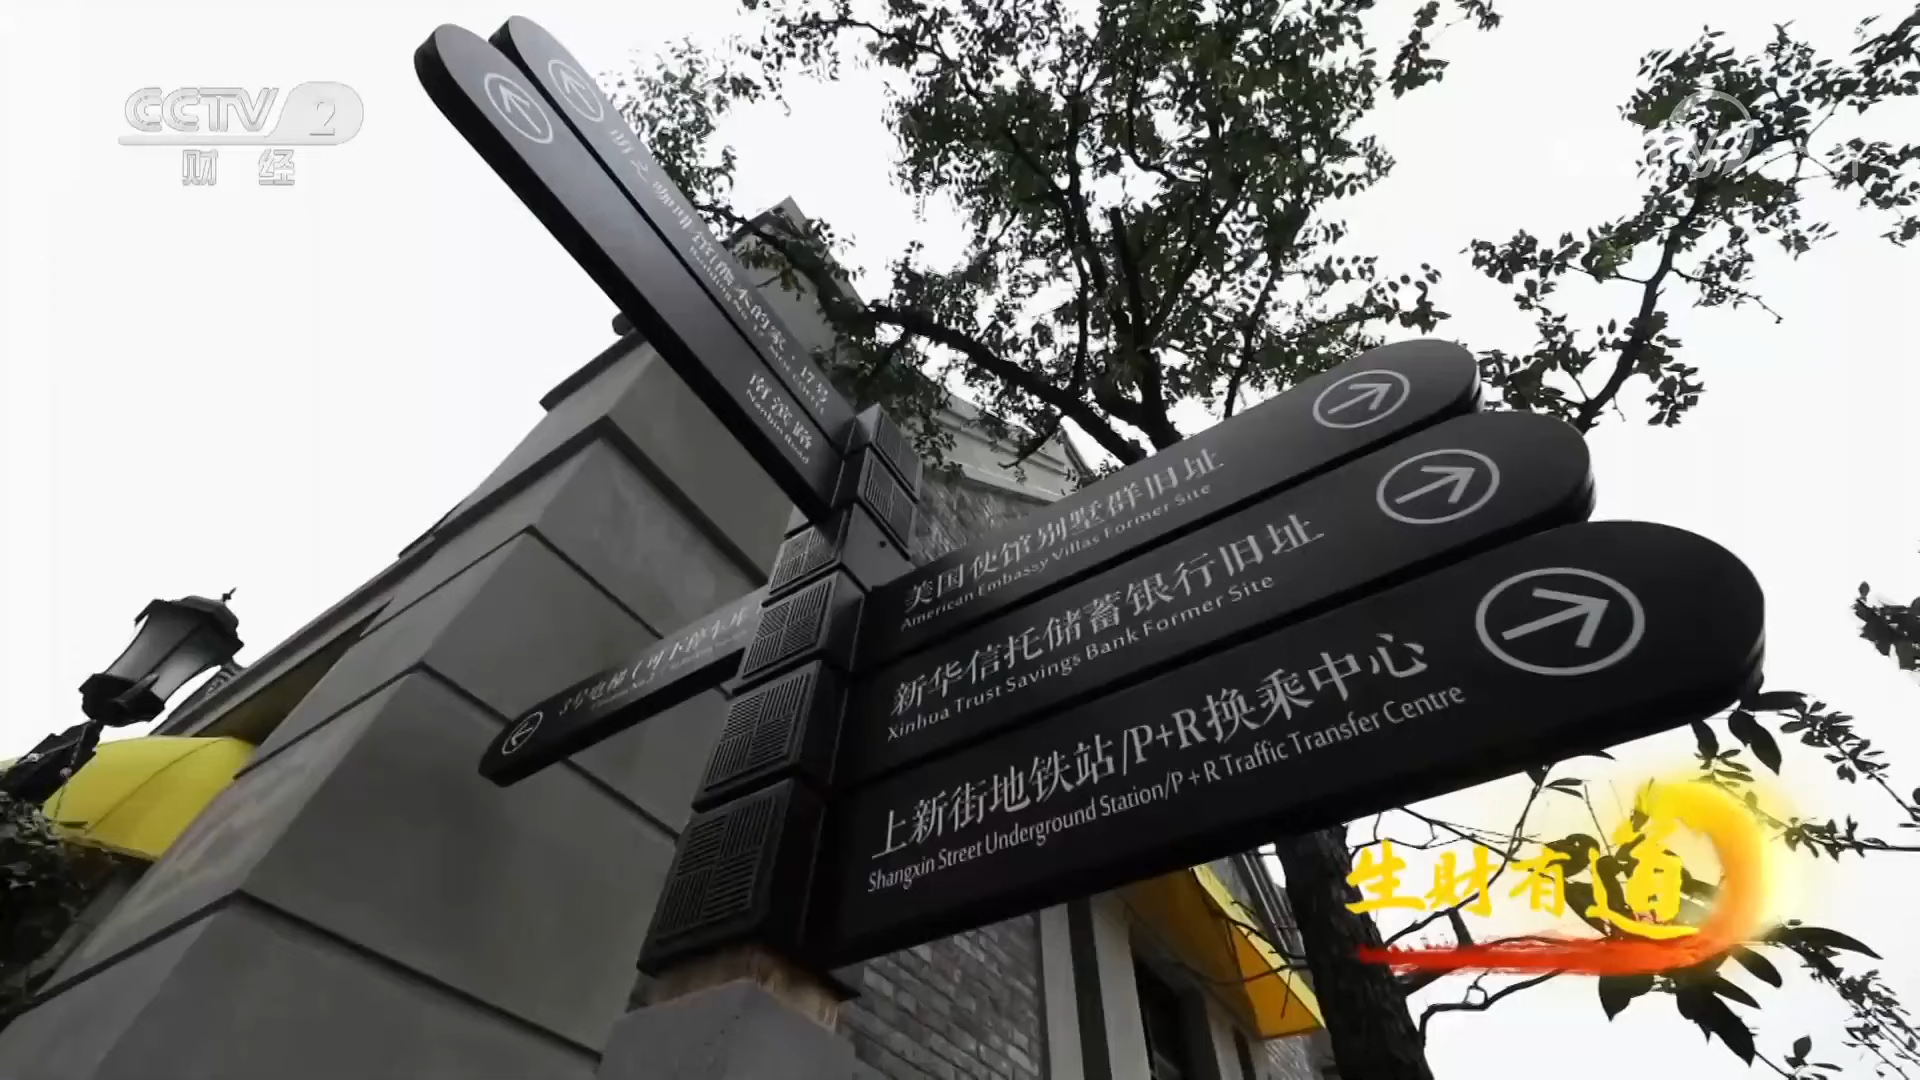 CCTV 2
财经
南滨路
Nanbin Road
美国使馆别墅群旧址
American Embassy Villas Former Site
新华信托储蓄银行旧址
Xinhua Trust Savings Bank Former Site
上新街地铁站/P+R换乘中心
Shangxin Street Underground Station/P+R Traffic Transfer Centre
生财有道